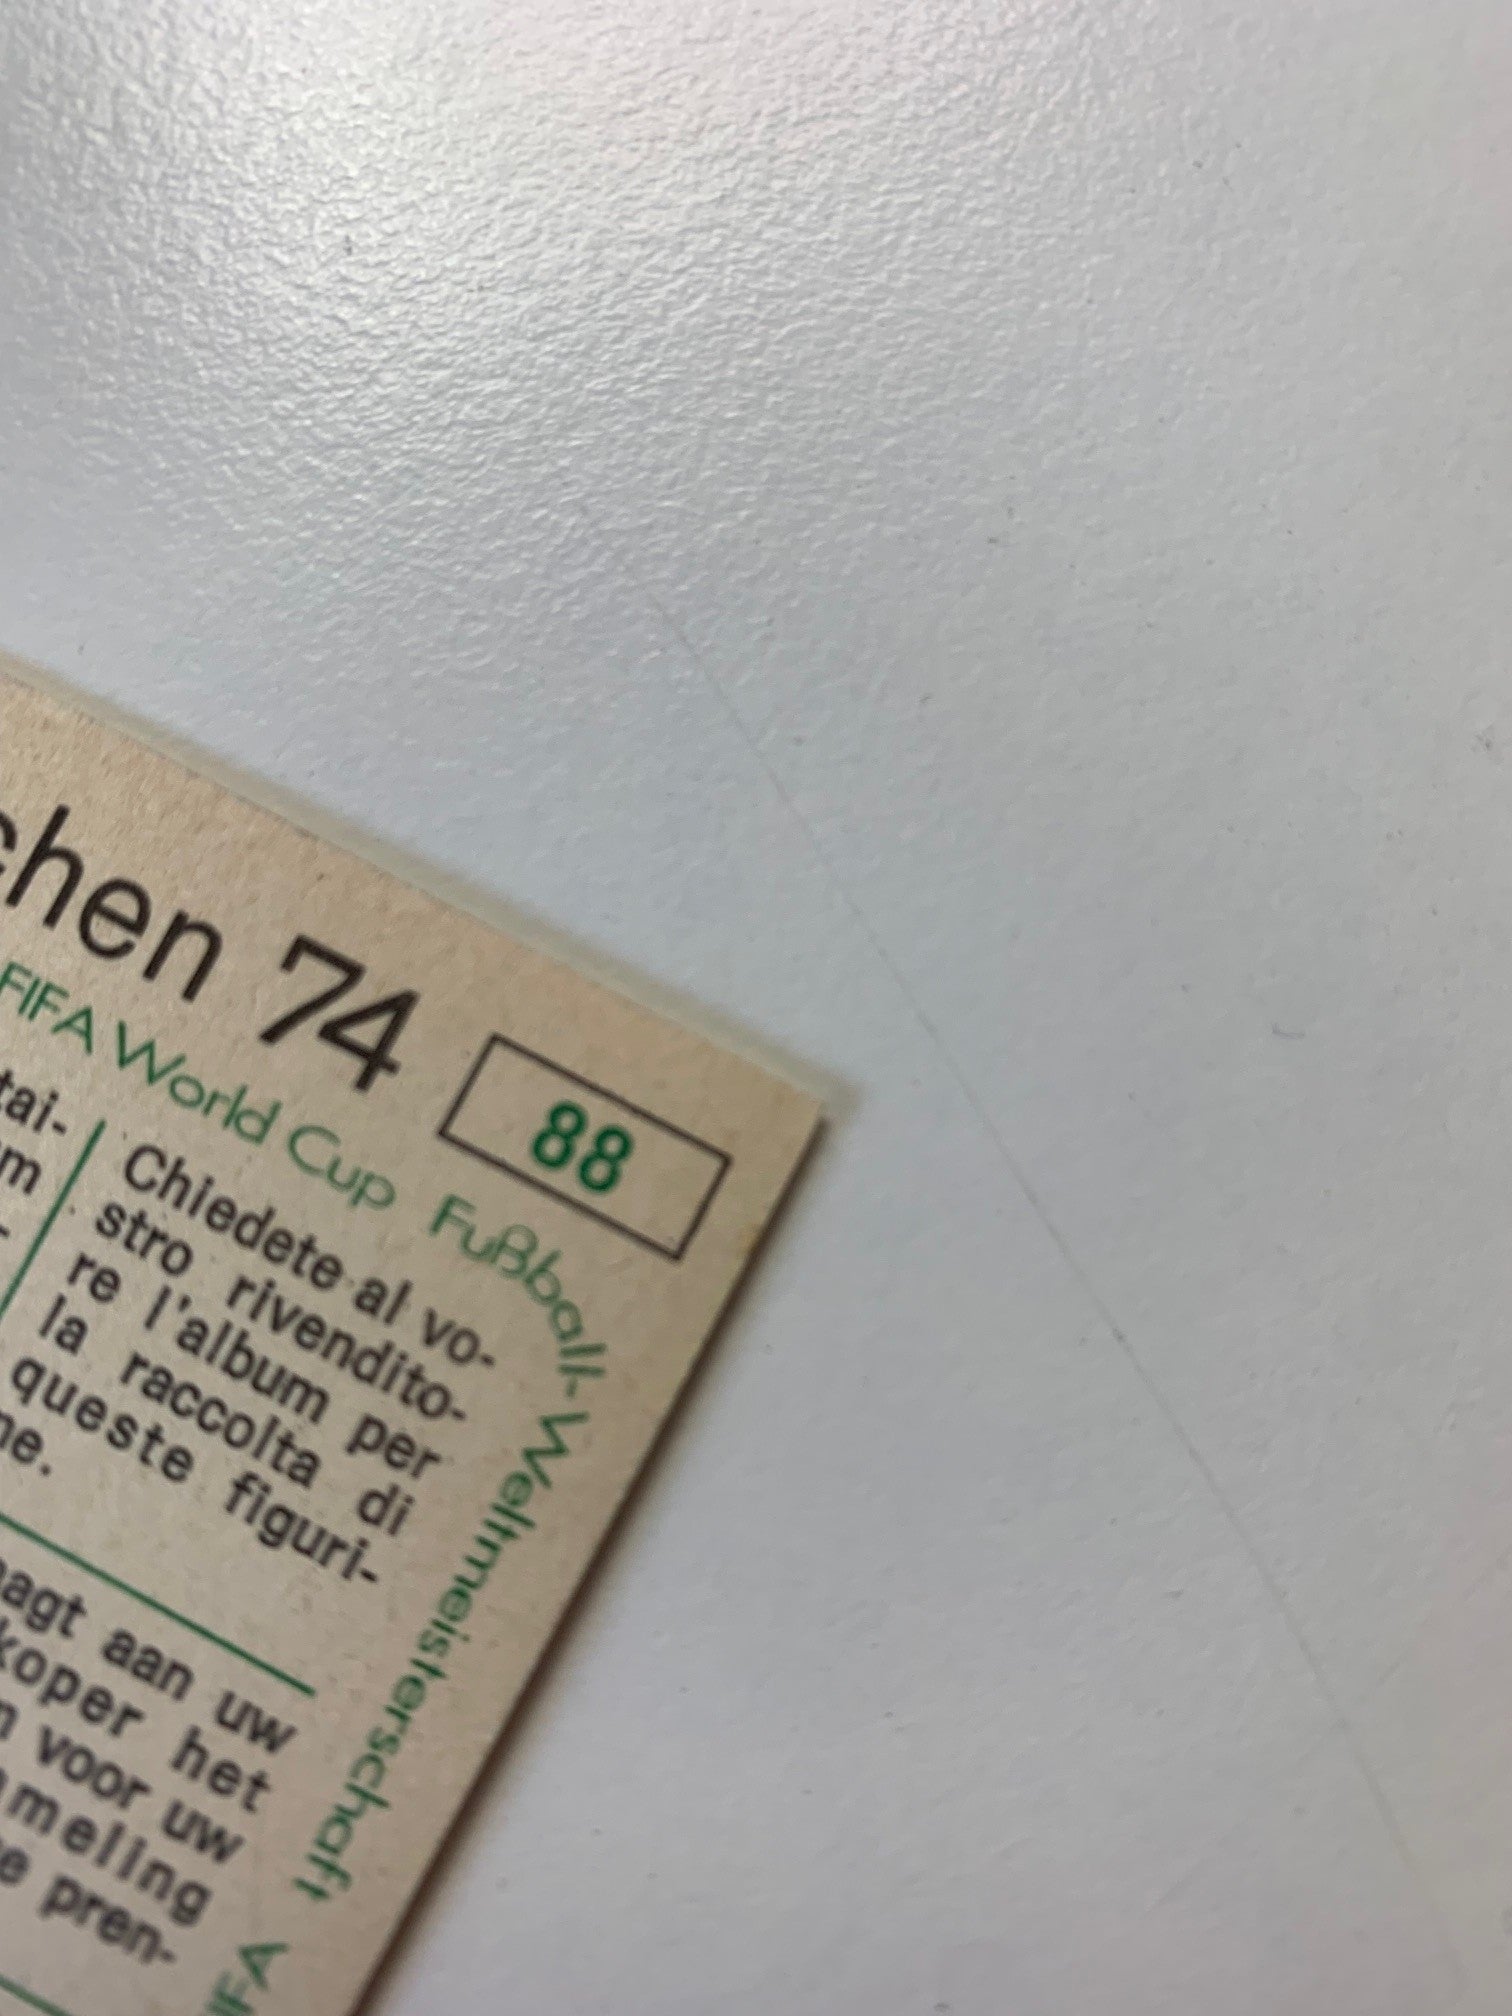 chen 74
88
FIFA World Cup Fußball-Weltmeisterschaft FIFA
tai-
m
-
Chiedete al vo-
stro rivendito-
re l'album per
la raccolta di
queste figuri-
ne.
agt aan uw
koper het
n voor uw
meling
e pren-